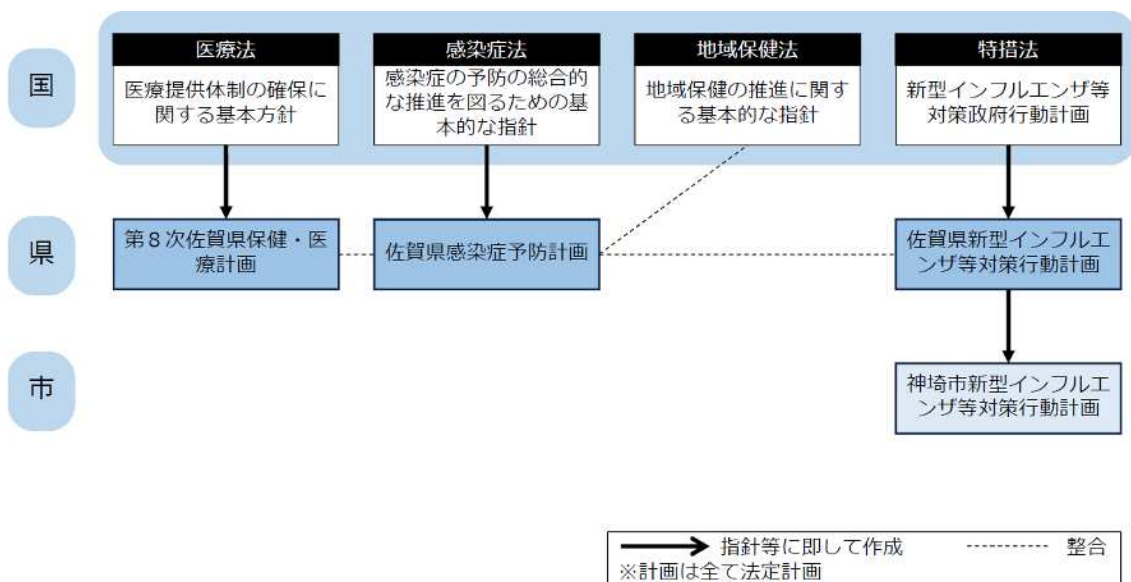 国
医療法
医療提供体制の確保に
関する基本方針
感染症法
感染症の予防の総合的
な推進を図るための基
本的な指針
地域保健法
地域保健の推進に関す
る基本的な指針
特措法
新型インフルエンザ等
対策政府行動計画
県
第8次佐賀県保健・医
療計画
佐賀県感染症予防計画
佐賀県新型インフルエ
ンザ等対策行動計画
市
神埼市新型インフルエ
ンザ等対策行動計画
指針等に即して作成 整合
※計画は全て法定計画